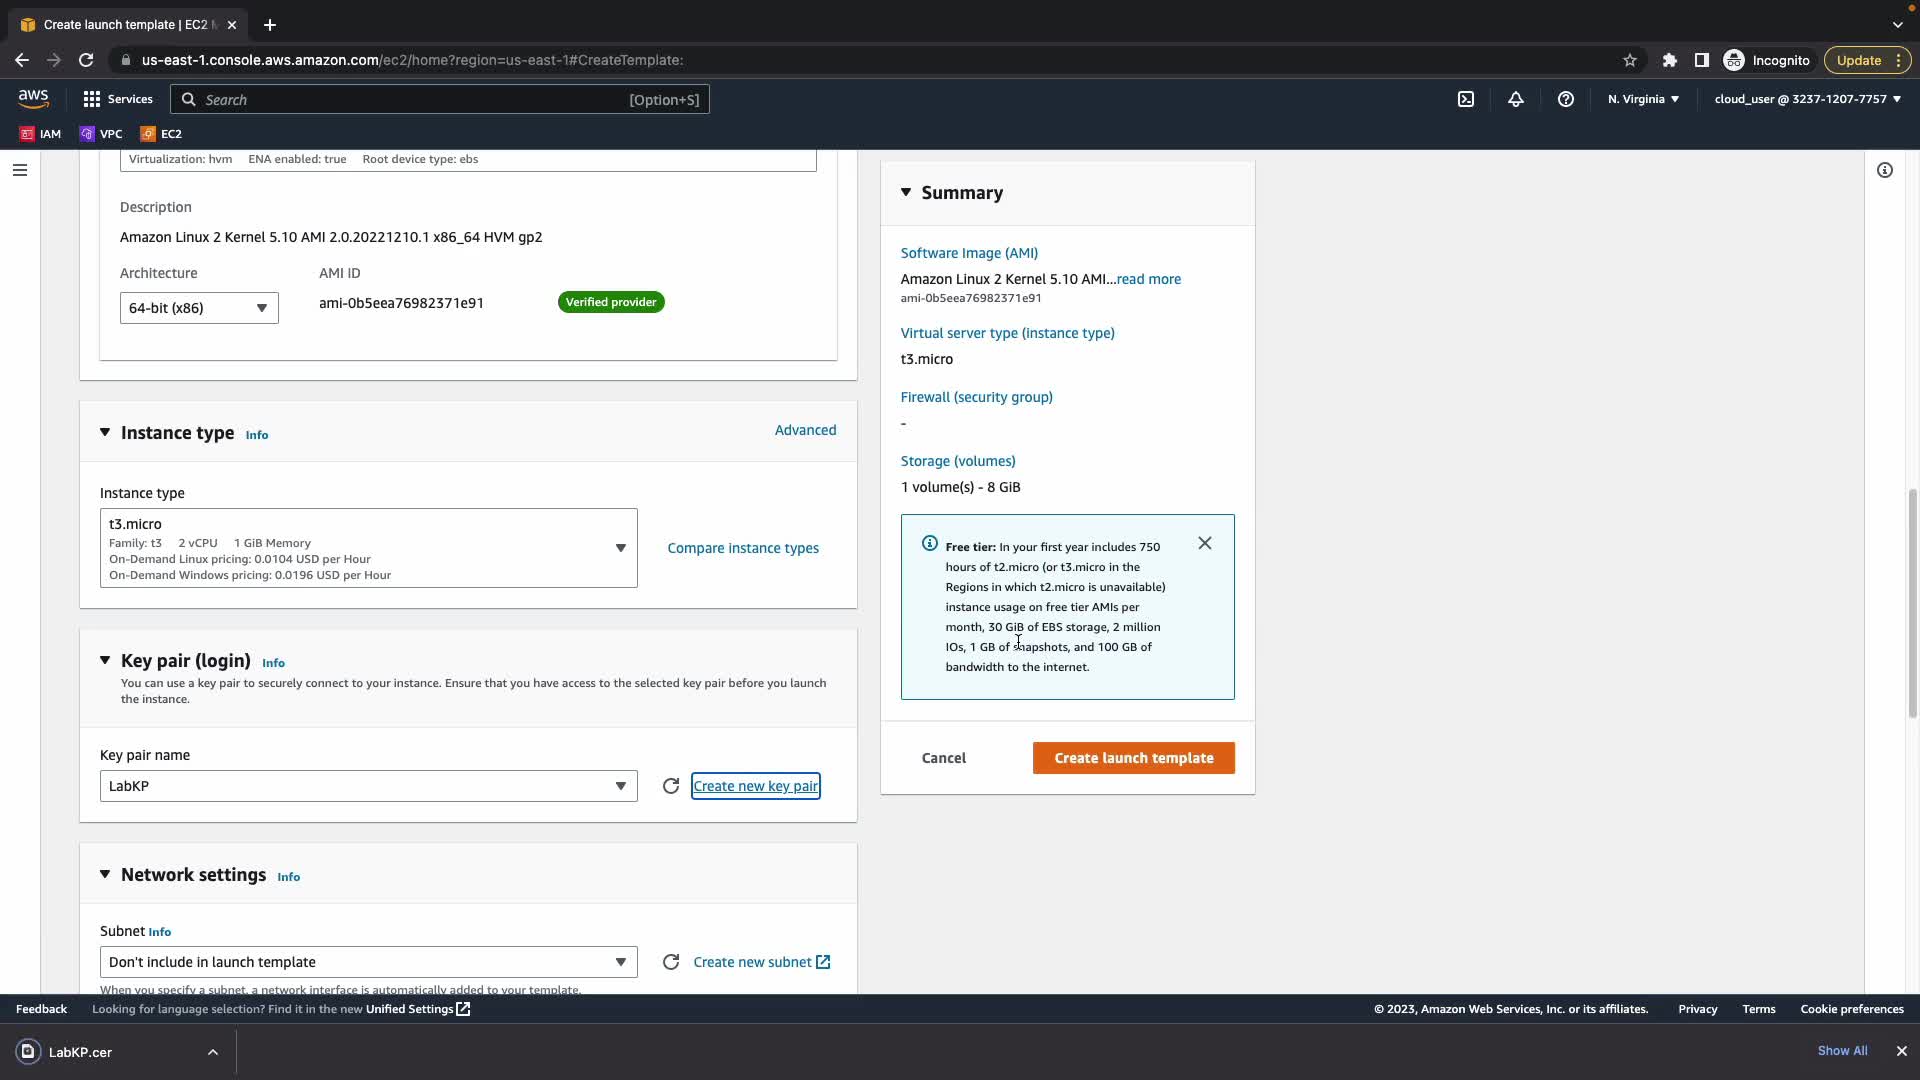 Create launch template | EC2 M
us-east-1.console.aws.amazon.com/ec2/home?region=us-east-1#CreateTemplate:
Incognito
Update
aws
Services
Search
[Option+S]
N. Virginia
cloud_user @ 3237-1207-7757
IAM
VPC
EC2
Virtualization: hvm ENA enabled: true Root device type: ebs
Description
Amazon Linux 2 Kernel 5.10 AMI 2.0.20221210.1 x86_64 HVM gp2
Architecture
AMI ID
64-bit (x86)
ami-0b5eea76982371e91
Verified provider
Instance type Info
Advanced
Instance type
t3.micro
Family: t3 2 vCPU 1 GiB Memory
On-Demand Linux pricing: 0.0104 USD per Hour
On-Demand Windows pricing: 0.0196 USD per Hour
Compare instance types
Key pair (login) Info
You can use a key pair to securely connect to your instance. Ensure that you have access to the selected key pair before you launch
the instance.
Key pair name
LabKP
Create new key pair
Network settings Info
Subnet Info
Don't include in launch template
Create new subnet
When you specify a subnet, a network interface is automatically added to your template.
Summary
Software Image (AMI)
Amazon Linux 2 Kernel 5.10 AMI...read more
ami-0b5eea76982371e91
Virtual server type (instance type)
t3.micro
Firewall (security group)
-
Storage (volumes)
1 volume(s) - 8 GiB
Free tier: In your first year includes 750
hours of t2.micro (or t3.micro in the
Regions in which t2.micro is unavailable)
instance usage on free tier AMIs per
month, 30 GiB of EBS storage, 2 million
IOs, 1 GB of snapshots, and 100 GB of
bandwidth to the internet.
Cancel
Create launch template
Feedback
Looking for language selection? Find it in the new Unified Settings
© 2023, Amazon Web Services, Inc. or its affiliates.
Privacy
Terms
Cookie preferences
LabKP.cer
Show All